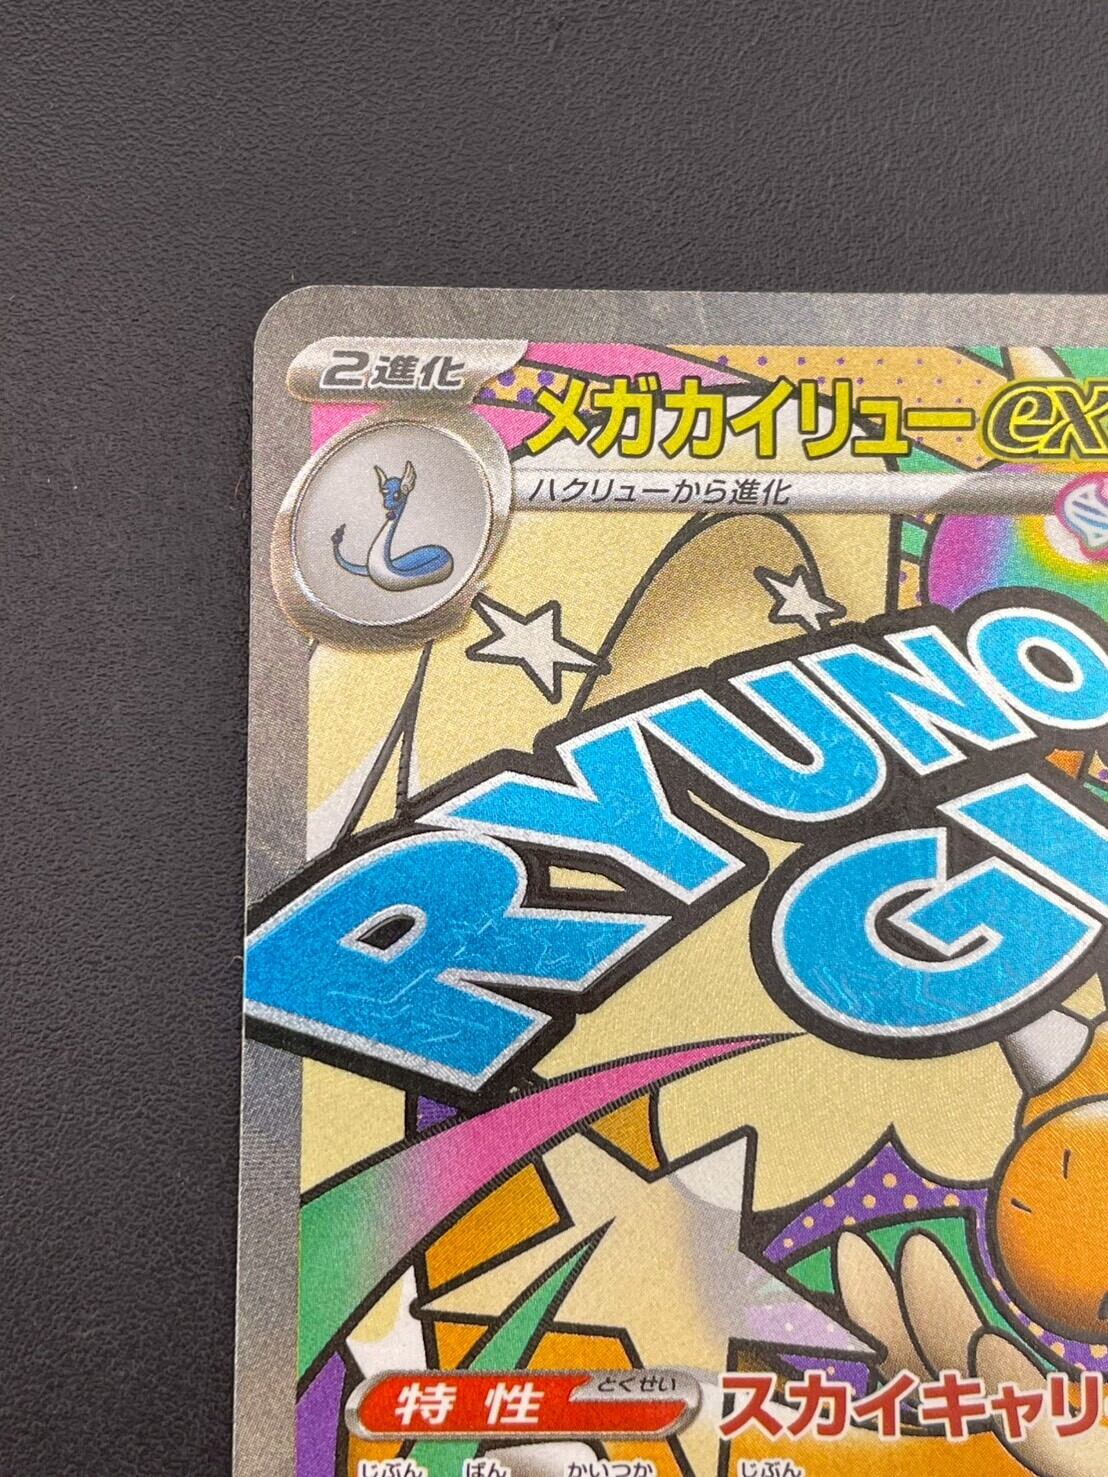 2進化
メガカイリューex
ハクリューから進化
RYUNO
GI
特性
とくせい
スカイキャリ
じぶん ばん かいつか じぶん